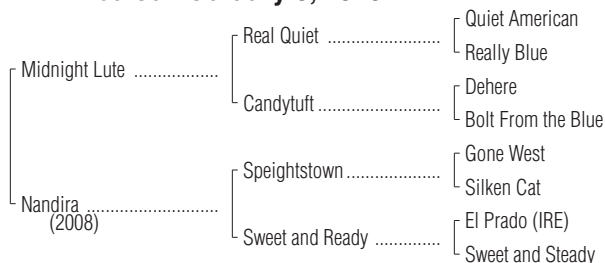 Quiet American
Real Quiet ........................
Really Blue
Midnight Lute ..................
Dehere
Candytuft ..........................
Bolt From the Blue
Gone West
Speightstown ....................
Silken Cat
Nandira ............................
(2008)
El Prado (IRE)
Sweet and Ready ..............
Sweet and Steady